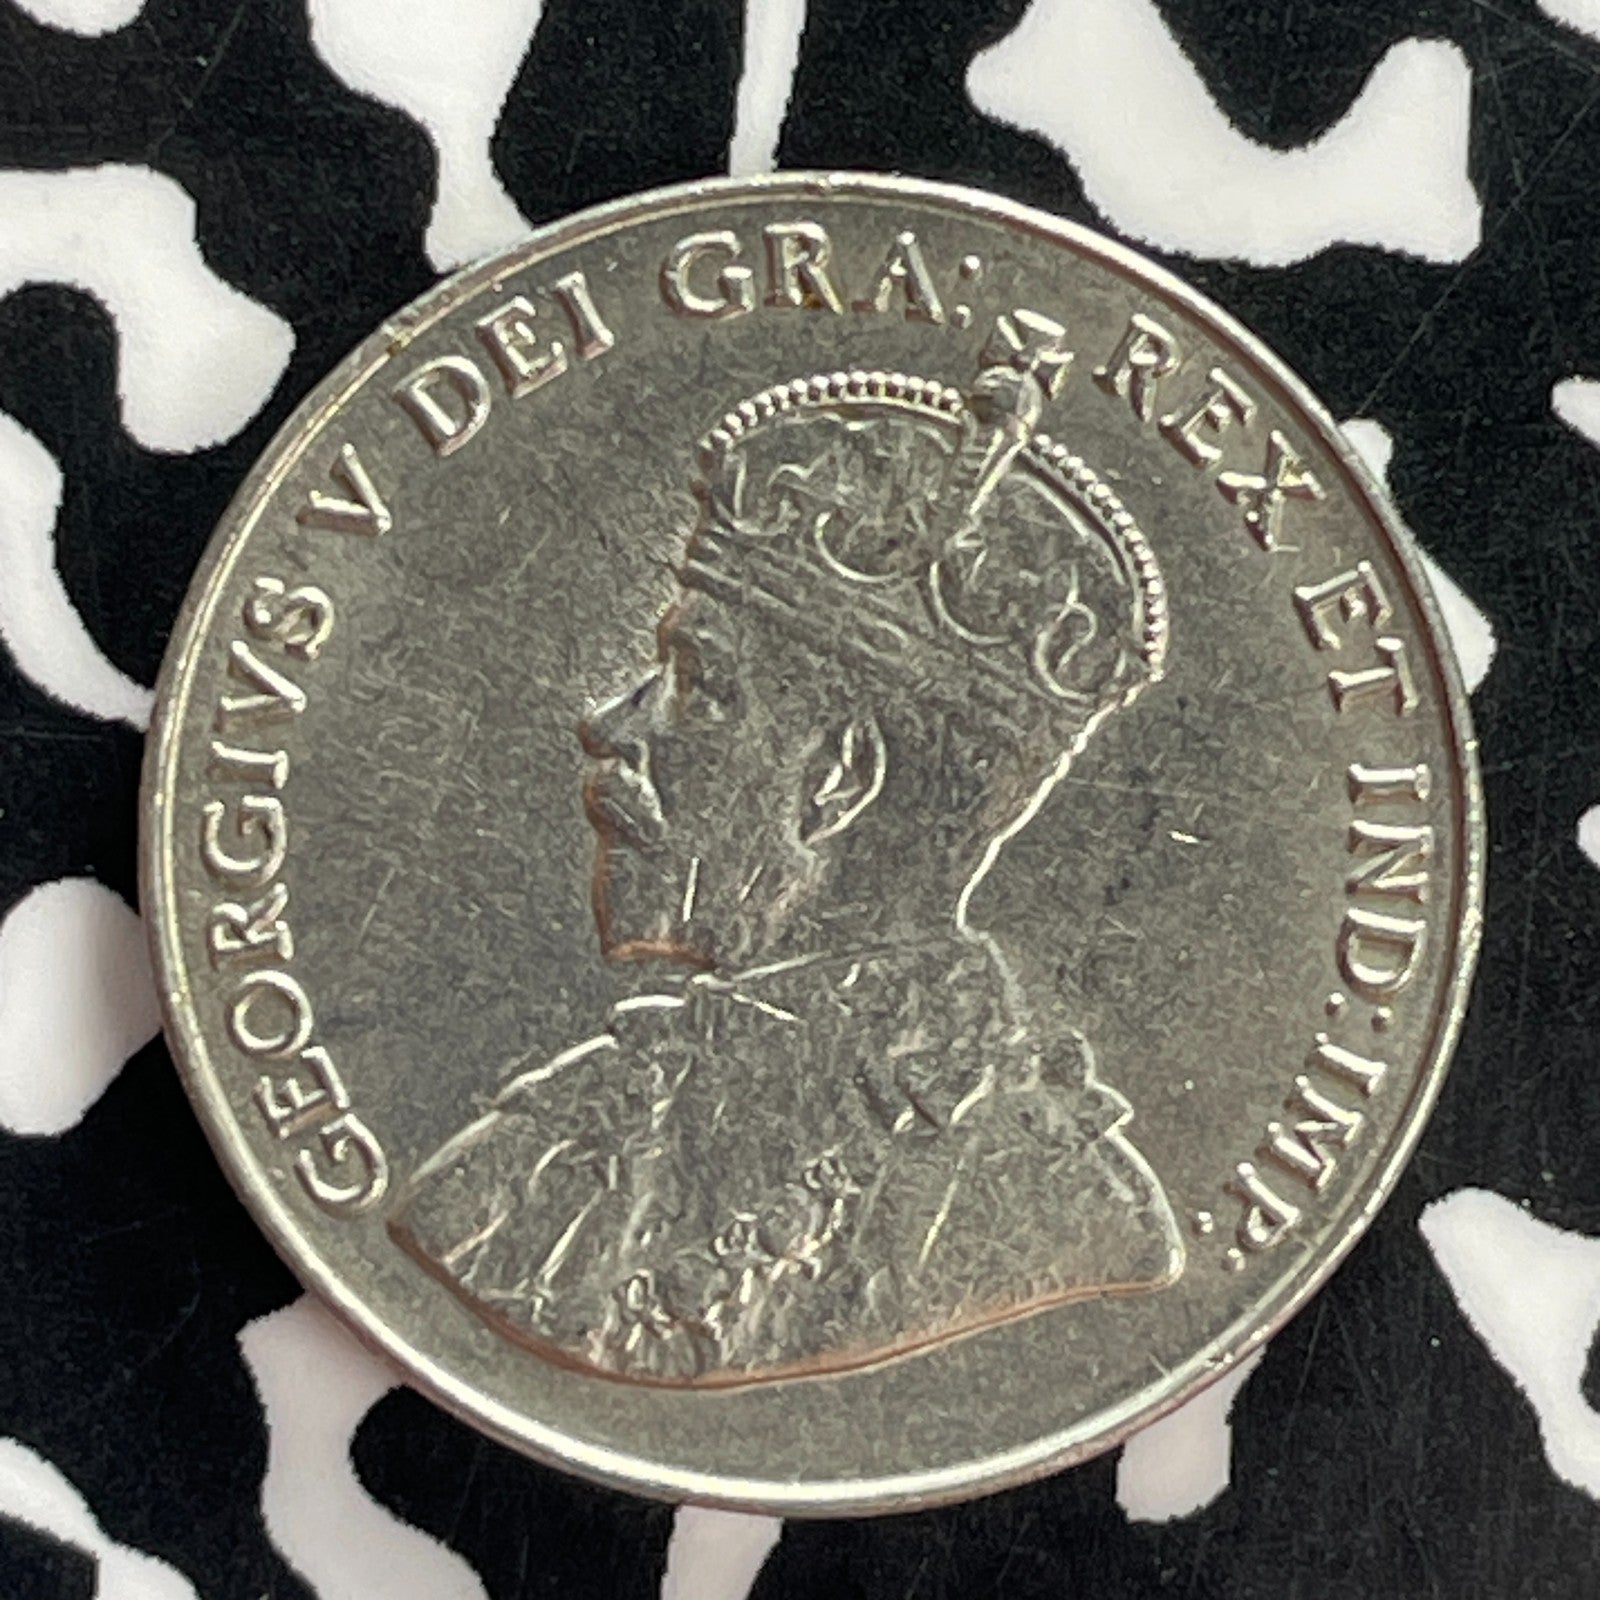 GEORGIVS V DEI GRA: REX ET IND: IMP: